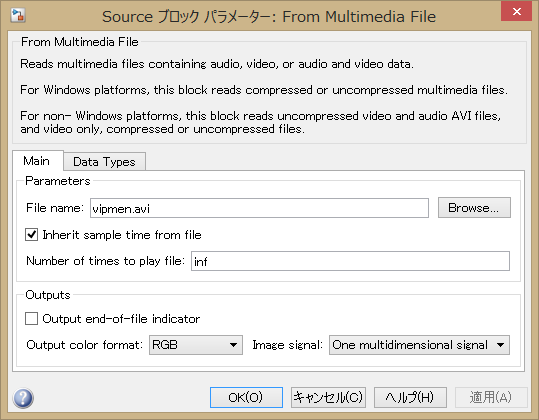 Source ブロック パラメーター: From Multimedia File
From Multimedia File
Reads multimedia files containing audio, video, or audio and video data.
For Windows platforms, this block reads compressed or uncompressed multimedia files.
For non- Windows platforms, this block reads uncompressed video and audio AVI files,
and video only, compressed or uncompressed files.
Main Data Types
Parameters
File name: vipmen.avi Browse...
Inherit sample time from file
Number of times to play file: inf
Outputs
Output end-of-file indicator
Output color format: RGB Image signal: One multidimensional signal
? OK(O) キャンセル(C) ヘルプ(H) 適用(A)